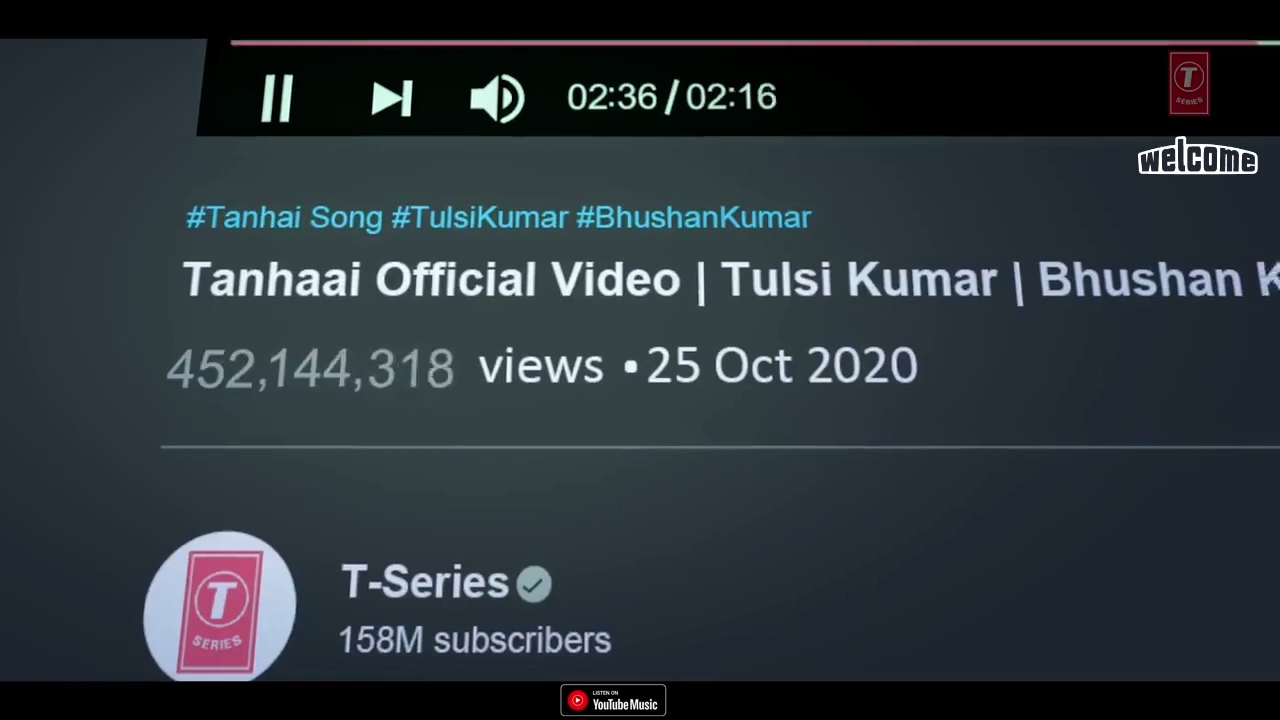 02:36 / 02:16
T
SERIES
welcome
#Tanhai Song #TulsiKumar #BhushanKumar
Tanhaai Official Video | Tulsi Kumar | Bhushan K
452,144,318 views • 25 Oct 2020
T-Series
158M subscribers
T
SERIES
LISTEN ON
YouTube Music